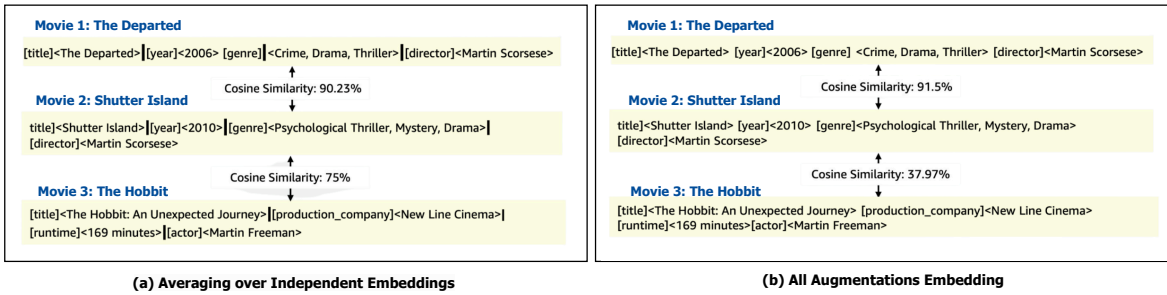 Movie 1: The Departed
[title]<The Departed>|[year]<2006> [genre]|<Crime, Drama, Thriller>|[director]<Martin Scorsese>
Cosine Similarity: 90.23%
Movie 2: Shutter Island
title]<Shutter Island>|[year]<2010>|[genre]<Psychological Thriller, Mystery, Drama>|
[director]<Martin Scorsese>
Cosine Similarity: 75%
Movie 3: The Hobbit
[title]<The Hobbit: An Unexpected Journey>|[production_company]<New Line Cinema>|
[runtime]<169 minutes>|[actor]<Martin Freeman>
(a) Averaging over Independent Embeddings
Movie 1: The Departed
[title]<The Departed> [year]<2006> [genre] <Crime, Drama, Thriller> [director]<Martin Scorsese>
Cosine Similarity: 91.5%
Movie 2: Shutter Island
title]<Shutter Island> [year]<2010> [genre]<Psychological Thriller, Mystery, Drama>
[director]<Martin Scorsese>
Cosine Similarity: 37.97%
Movie 3: The Hobbit
[title]<The Hobbit: An Unexpected Journey> [production_company]<New Line Cinema>
[runtime]<169 minutes>[actor]<Martin Freeman>
(b) All Augmentations Embedding